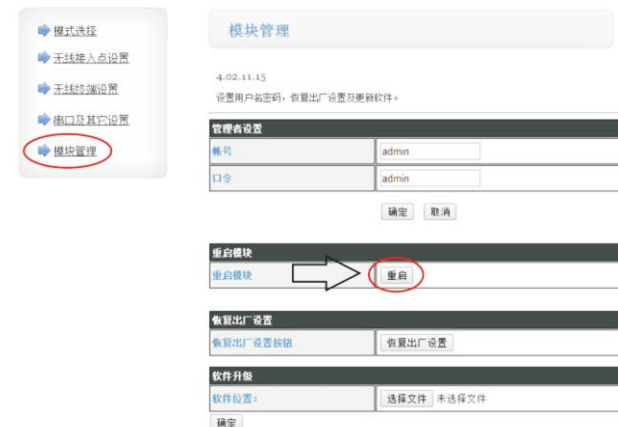 模式选择
无线接入点设置
无线终端设置
串口及其它设置
模块管理
模块管理
4.02.11.15
设置用户名密码，恢复出厂设置及更新软件。
管理者设置
帐号 admin
口令 admin
确定 取消
重启模块
重启模块 重启
恢复出厂设置
恢复出厂设置按钮 恢复出厂设置
软件升级
软件位置： 选择文件 未选择文件
确定